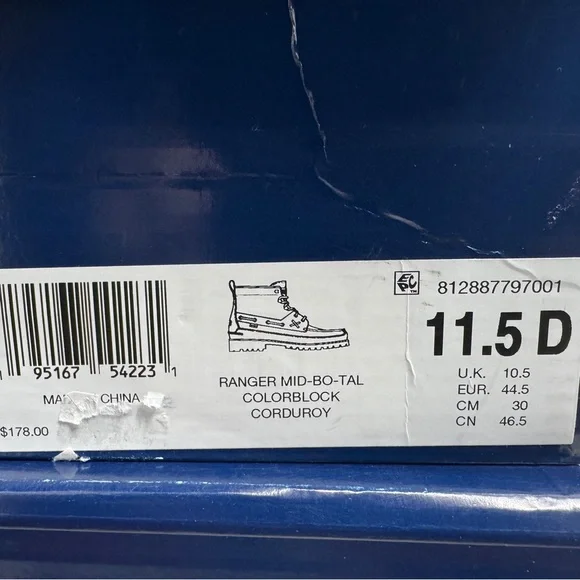 1 95167 54223 1
CHINA
$178.00
RANGER MID-BO-TAL
COLORBLOCK
CORDUROY
812887797001
11.5 D
U.K. 10.5
EUR. 44.5
CM 30
CN 46.5